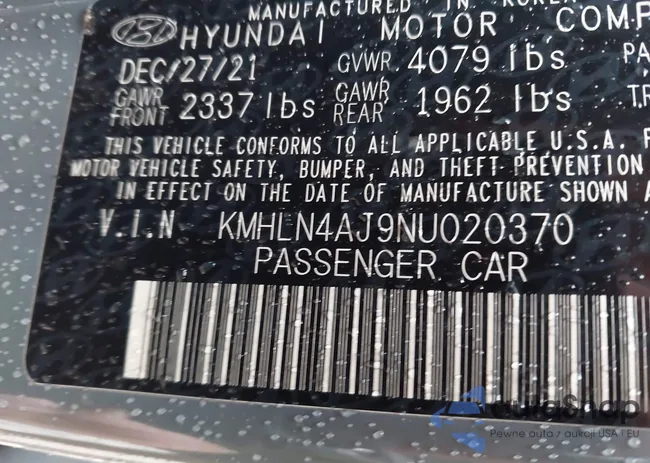 MANUFACTURED IN KOREA
HYUNDAI MOTOR COMP
DEC/27/21 GVWR 4079 lbs PA
GAWR FRONT 2337 lbs GAWR REAR 1962 lbs T.R
THIS VEHICLE CONFORMS TO ALL APPLICABLE U.S.A. F
MOTOR VEHICLE SAFETY, BUMPER, AND THEFT PREVENTION
IN EFFECT ON THE DATE OF MANUFACTURE SHOWN A
V.I.N KMHLN4AJ9NU020370
PASSENGER CAR
autaSnap
Pewne auta z aukcji USA i EU